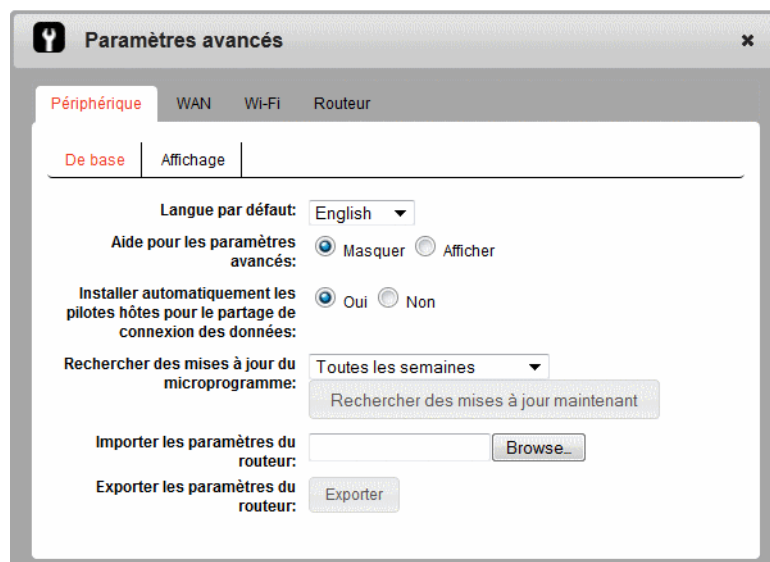 Paramètres avancés
Périphérique WAN Wi-Fi Routeur
De base Affichage
Langue par défaut: English
Aide pour les paramètres
avancés:
Masquer Afficher
Installer automatiquement les
pilotes hôtes pour le partage de
connexion des données:
Oui Non
Rechercher des mises à jour du
microprogramme:
Toutes les semaines
Rechercher des mises à jour maintenant
Importer les paramètres du
routeur:
Browse...
Exporter les paramètres du
routeur:
Exporter